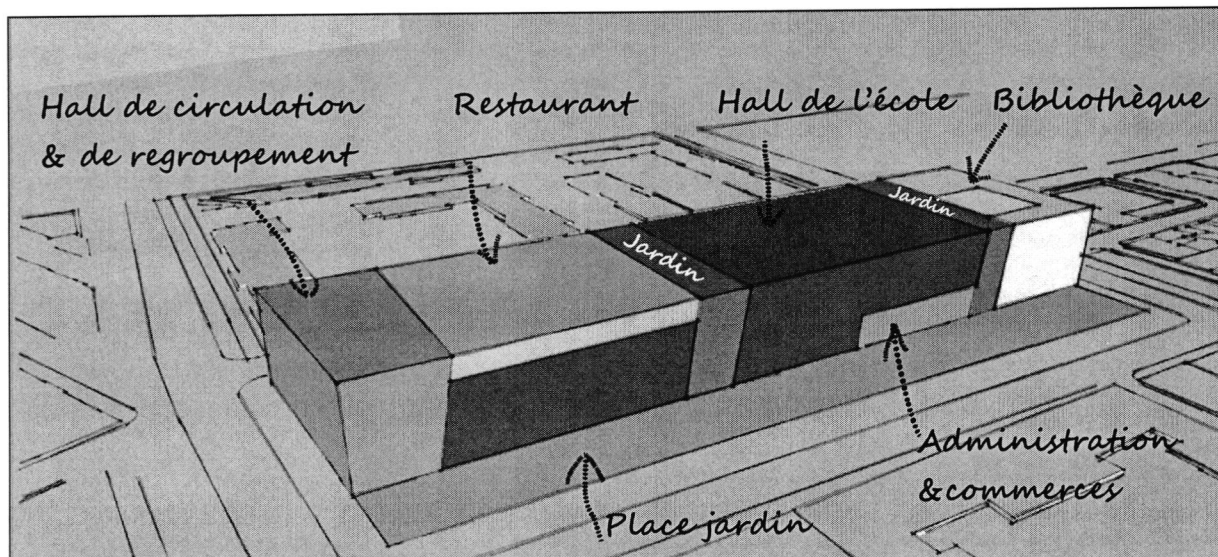 Hall de circulation
& de regroupement
Restaurant
Hall de l'école
Bibliothèque
Jardin
Jardin
Administration
&commerces
Place jardin